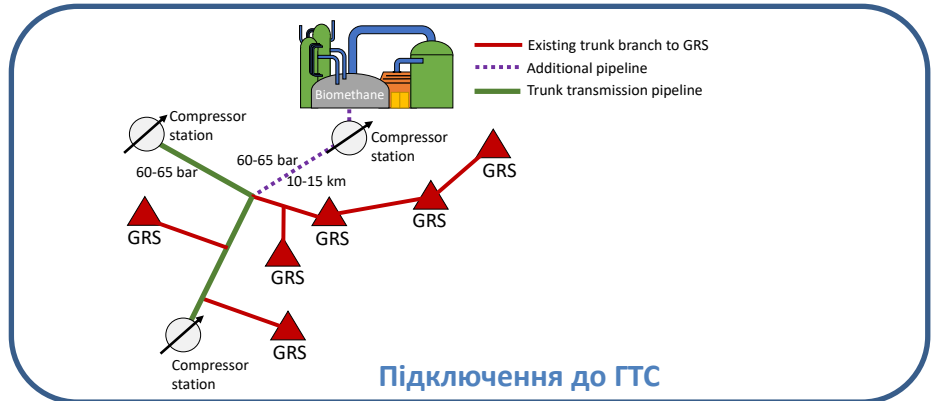 Existing trunk branch to GRS
Additional pipeline
Trunk transmission pipeline
Biomethane
Compressor
station
Compressor
station
60-65 bar
60-65 bar
10-15 km
GRS
GRS
GRS
GRS
GRS
GRS
Compressor
station
Підключення до ГТС